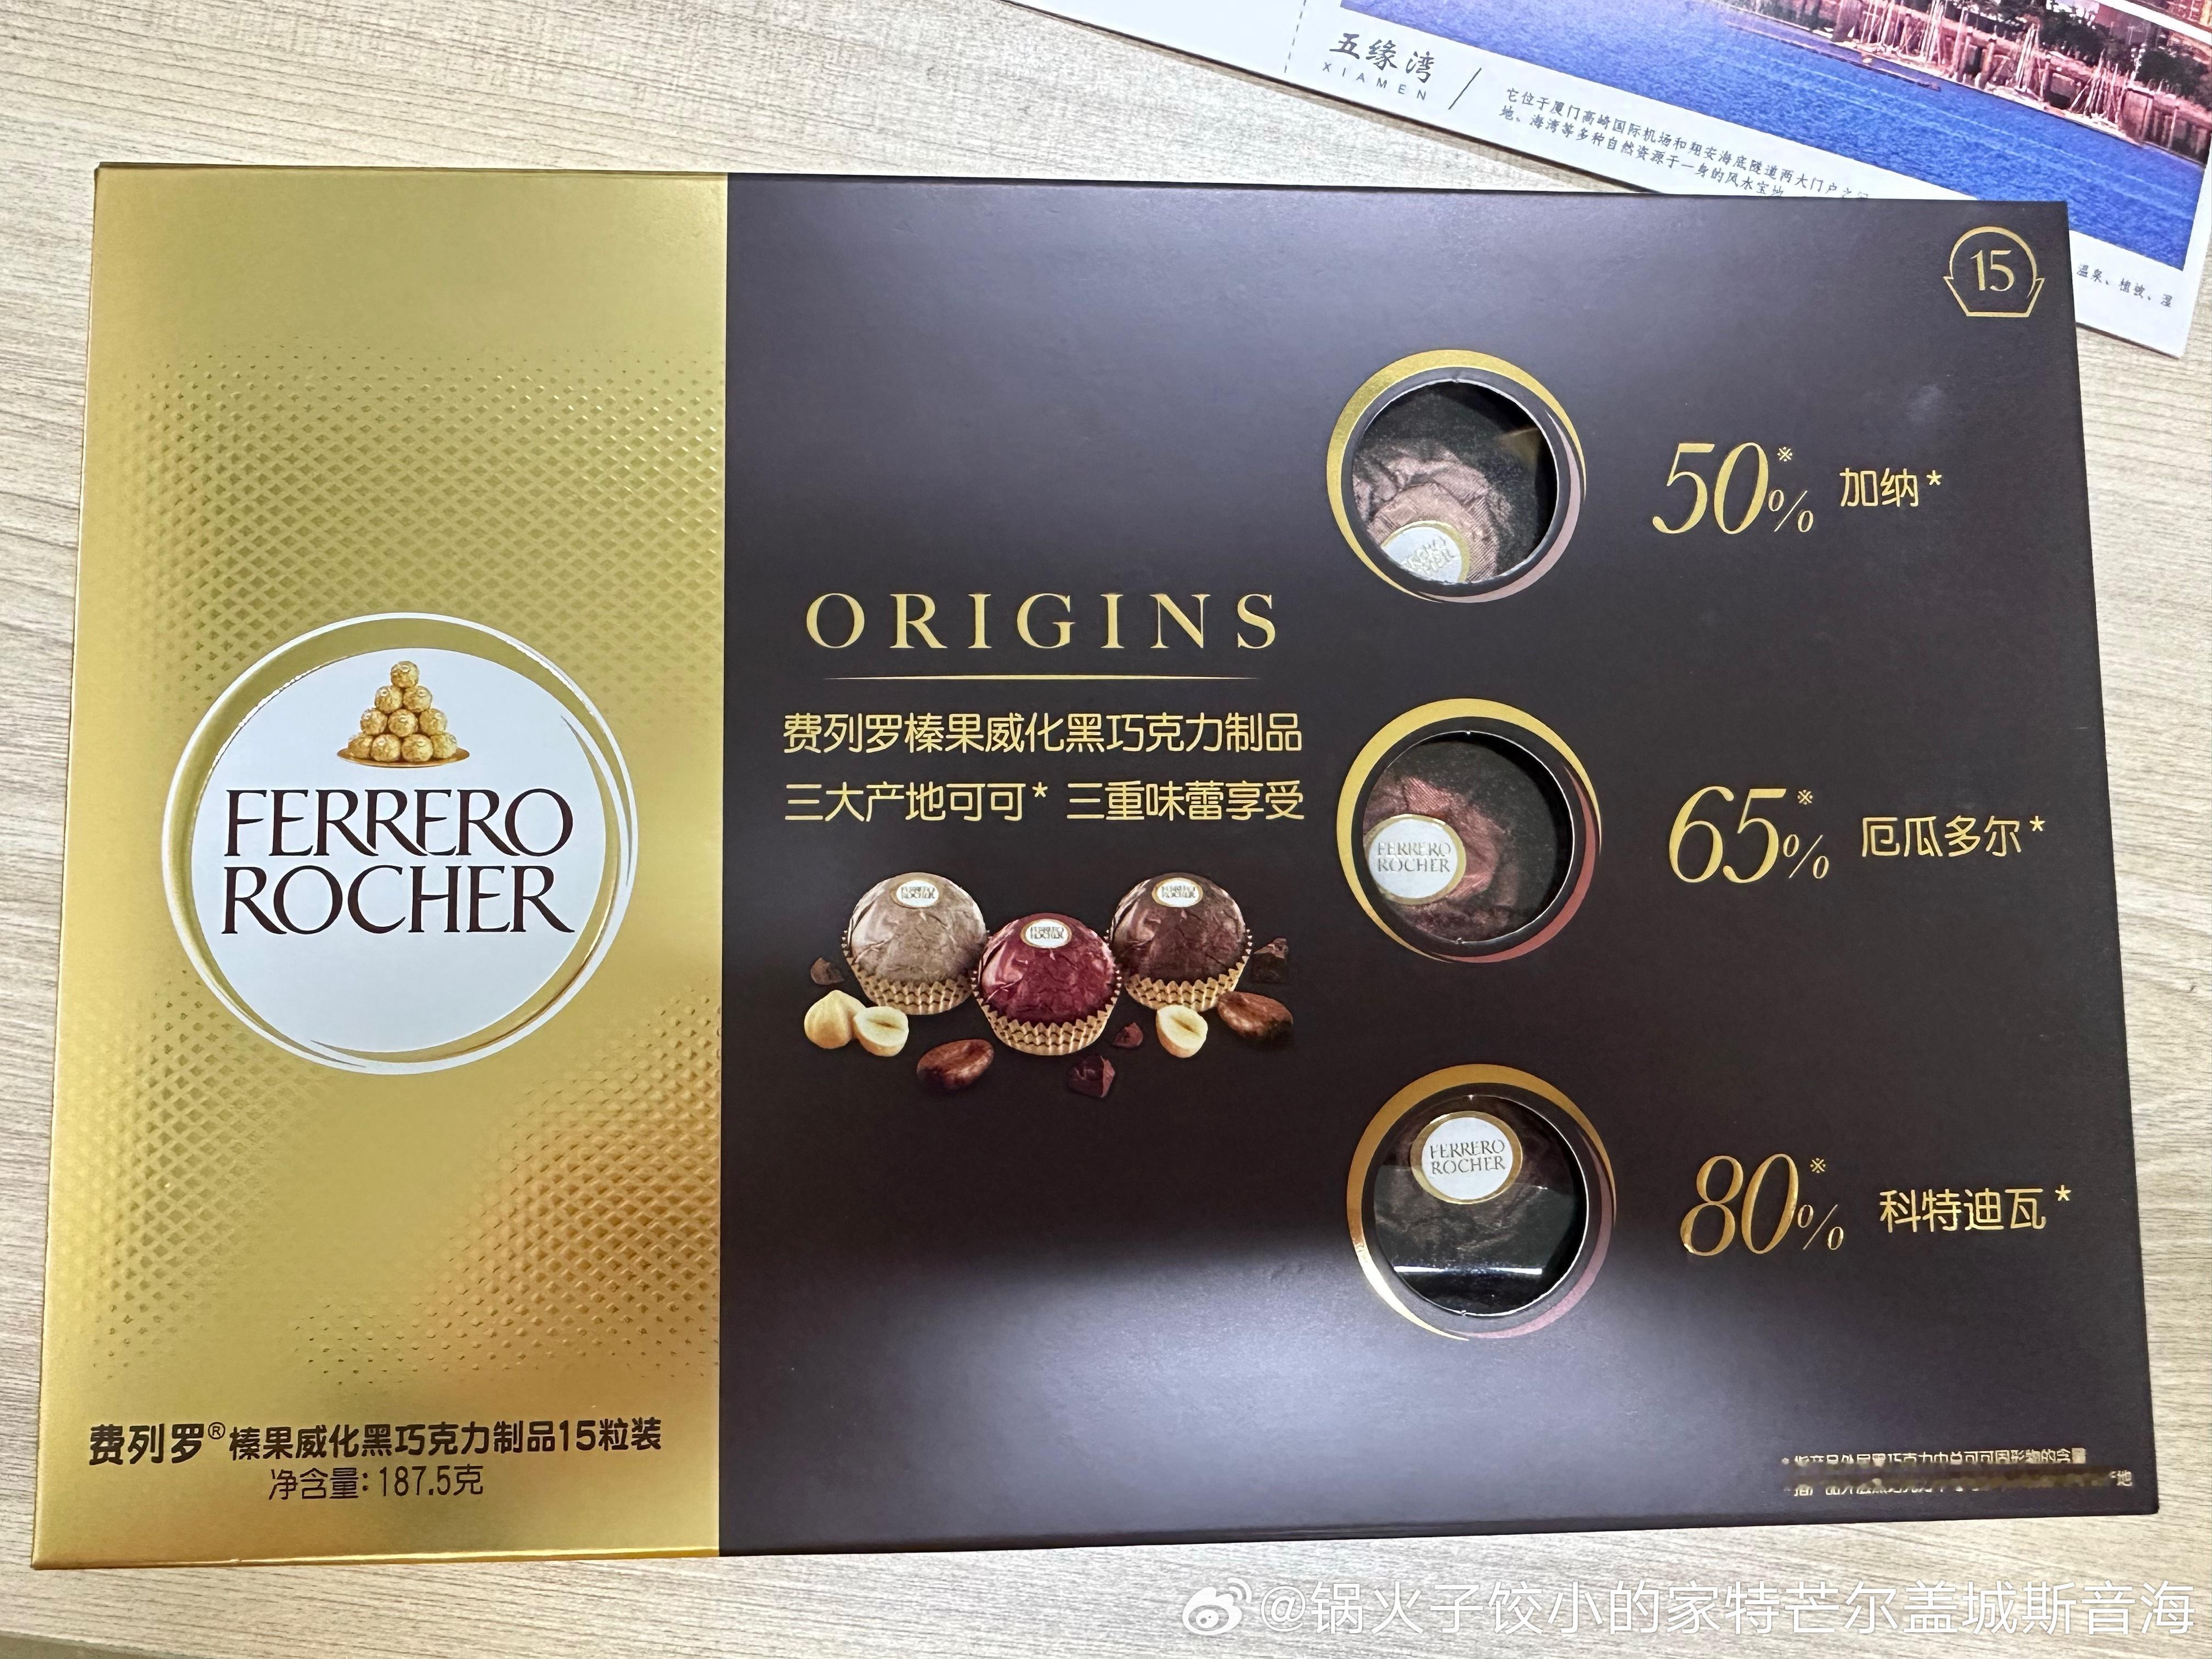 五缘湾
XIAMEN
它位于厦门高崎国际机场和翔安海底隧道两大门户之间
地、海湾等多种自然资源于一身的风水宝地
温泉、植被、湿
15
50※% 加纳*
ORIGINS
费列罗榛果威化黑巧克力制品
三大产地可可* 三重味蕾享受
FERRERO
ROCHER
65※% 厄瓜多尔*
FERRERO
ROCHER
FERRERO
ROCHER
FERRERO
ROCHER
FERRERO
ROCHER
80※% 科特迪瓦*
FERRERO
ROCHER
费列罗®榛果威化黑巧克力制品15粒装
净含量:187.5克
@锅火子饺小的家特芒尔盖城斯音海